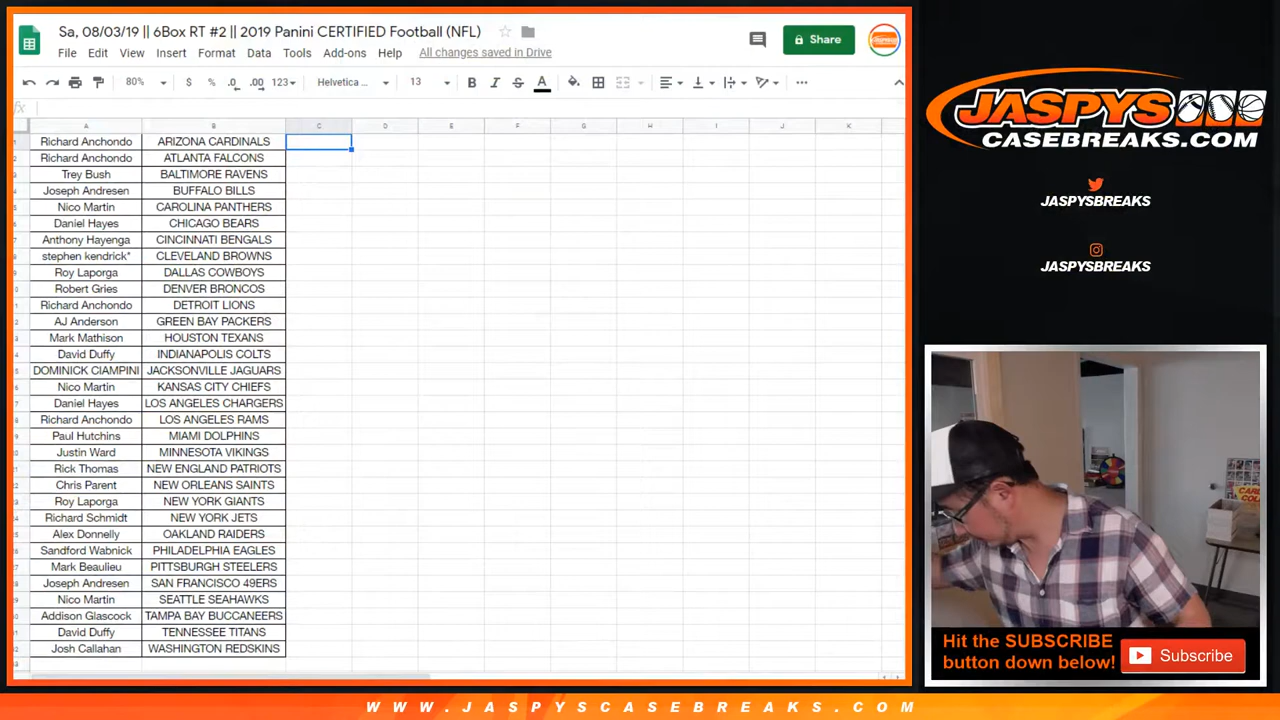 Sa, 08/03/19 || 6Box RT #2 || 2019 Panini CERTIFIED Football (NFL)
File Edit View Format Data Tools Add-ons Help All changes saved in Drive
Share
80% $ % .0 .00 123 Helvetica ... 13 B I S A
fx
A B C D E F G H I J K
Richard Anchondo ARIZONA CARDINALS
Richard Anchondo ATLANTA FALCONS
Trey Bush BALTIMORE RAVENS
Joseph Andresen BUFFALO BILLS
Nico Martin CAROLINA PANTHERS
Daniel Hayes CHICAGO BEARS
Anthony Hayenga CINCINNATI BENGALS
stephen kendrick* CLEVELAND BROWNS
Roy Laporga DALLAS COWBOYS
Robert Gries DENVER BRONCOS
Richard Anchondo DETROIT LIONS
AJ Anderson GREEN BAY PACKERS
Mark Mathison HOUSTON TEXANS
David Duffy INDIANAPOLIS COLTS
DOMINICK CIAMPINI JACKSONVILLE JAGUARS
Nico Martin KANSAS CITY CHIEFS
Daniel Hayes LOS ANGELES CHARGERS
Richard Anchondo LOS ANGELES RAMS
Paul Hutchins MIAMI DOLPHINS
Justin Ward MINNESOTA VIKINGS
Rick Thomas NEW ENGLAND PATRIOTS
Chris Parent NEW ORLEANS SAINTS
Roy Laporga NEW YORK GIANTS
Richard Schmidt NEW YORK JETS
Alex Donnelly OAKLAND RAIDERS
Sandford Wabnick PHILADELPHIA EAGLES
Mark Beaulieu PITTSBURGH STEELERS
Joseph Andresen SAN FRANCISCO 49ERS
Nico Martin SEATTLE SEAHAWKS
Addison Glascock TAMPA BAY BUCCANEERS
David Duffy TENNESSEE TITANS
Josh Callahan WASHINGTON REDSKINS
JASPYS
CASEBREAKS.COM
JASPYSBREAKS
JASPYSBREAKS
Hit the SUBSCRIBE
button down below!
Subscribe
WWW.JASPYSCASEBREAKS.COM